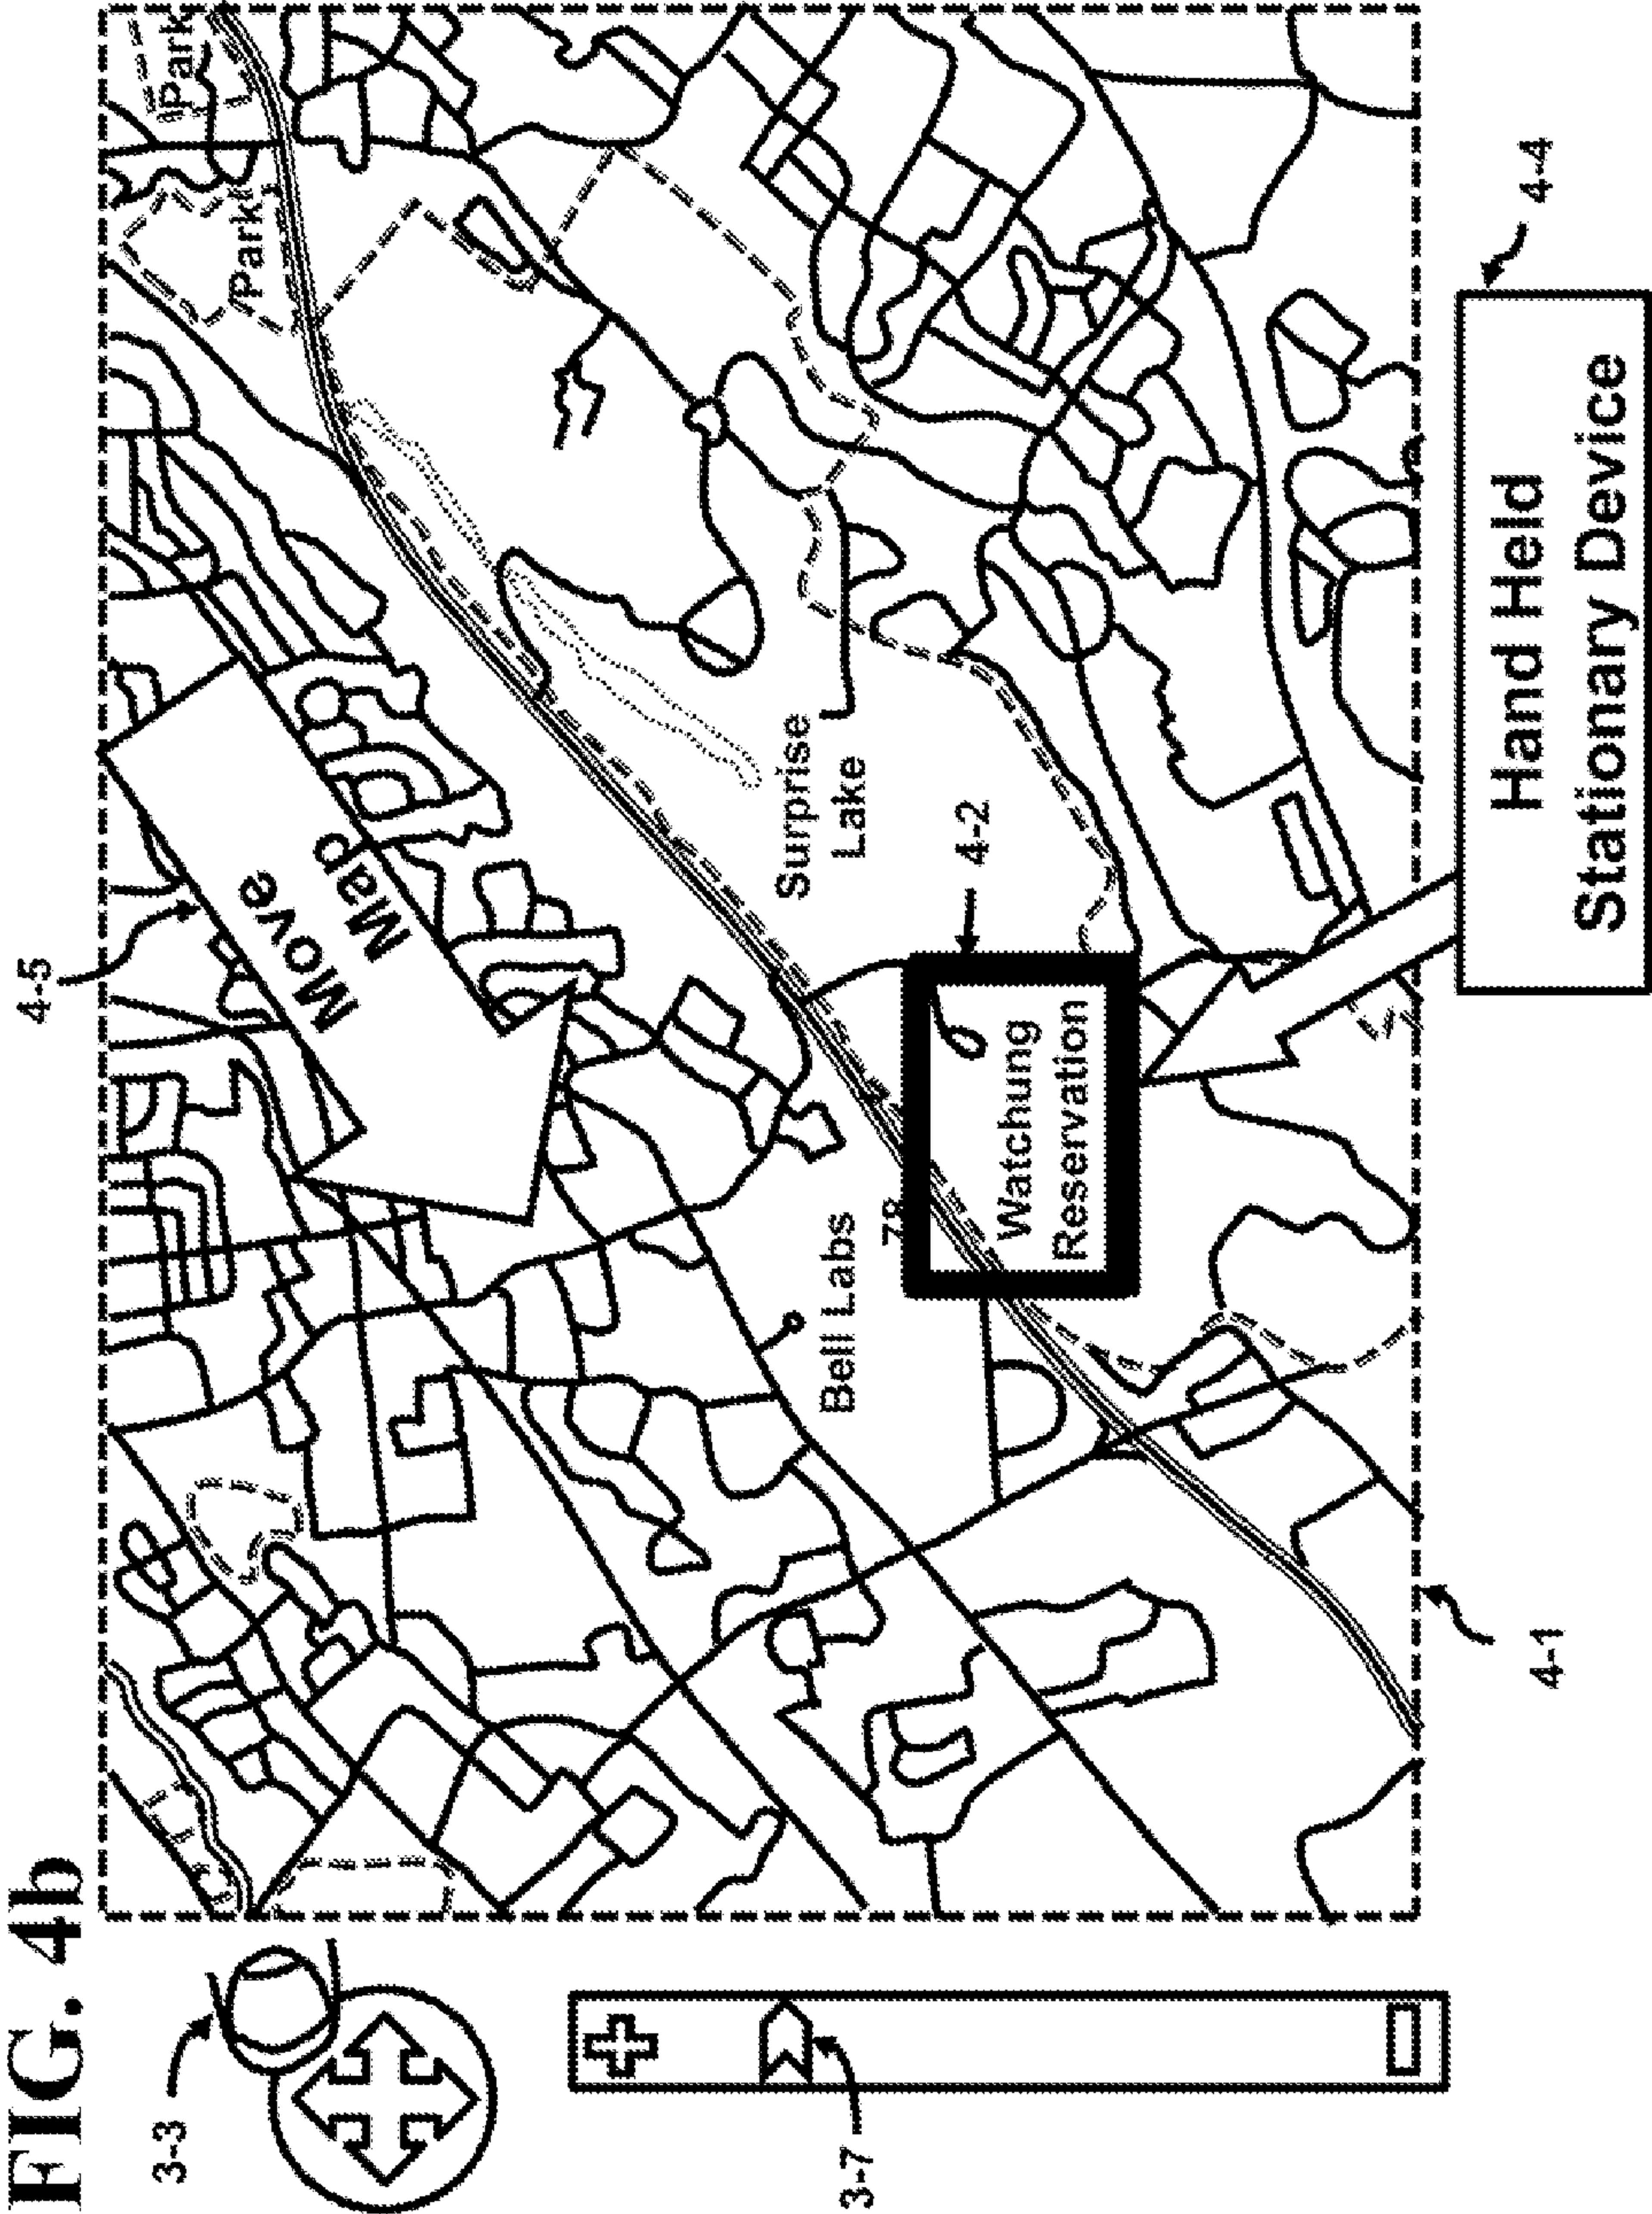 FIG. 4b
3-3
3-7
4-5
Move
Map
Park
Park
Surprise
Lake
4-2
78
Watchung
Reservation
Bell Labs
4-1
4-4
Hand Held
Stationary Device